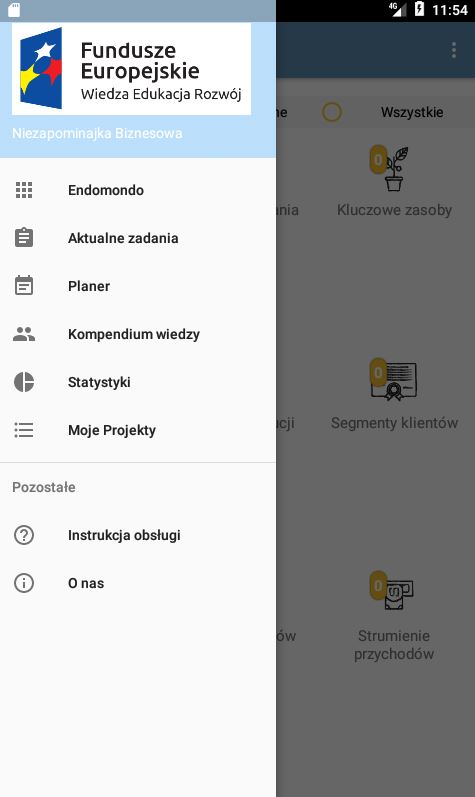 4G 11:54
Fundusze
Europejskie
Wiedza Edukacja Rozwój
Niezapominajka Biznesowa
Endomondo
Aktualne zadania
Planer
Kompendium wiedzy
Statystyki
Moje Projekty
Pozostałe
Instrukcja obsługi
O nas
ne Wszystkie
0
ania Kluczowe zasoby
0
ucji Segmenty klientów
0
ów Strumienie
przychodów